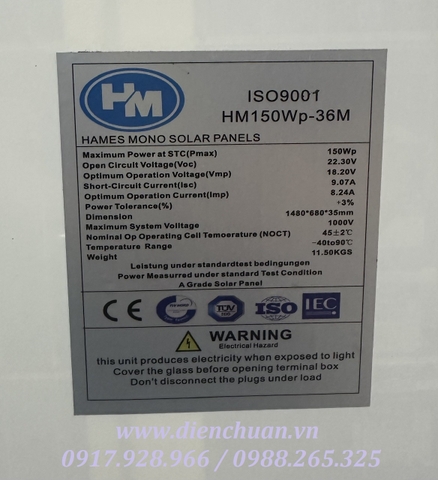 HM
ISO9001
HM150Wp-36M
HAMES MONO SOLAR PANELS
Maximum Power at STC(Pmax) 150Wp
Open Circuit Voltage(Voc) 22.30V
Optimum Operation Voltage(Vmp) 18.20V
Short-Circuit Current(Isc) 9.07A
Optimum Operation Current(Imp) 8.24A
Power Tolerance(%) ±3%
Dimension 1480*680*35mm
Maximum System Volltage 1000V
Nominal Op Operating Cell Temoerature (NOCT) 45±2℃
Temperature Range -40to90℃
Weight 11.50KGS
Leistung under standardtest bedingungen
Power Measurred under standard Test Condition
A Grade Solar Panel
CE TÜV ISO IEC
WARNING
Electrical Hazard
this unit produces electricity when exposed to light
Cover the glass before opening terminal box
Don't disconnect the plugs under load
www.dienchuan.vn
0917.928.966 / 0988.265.325